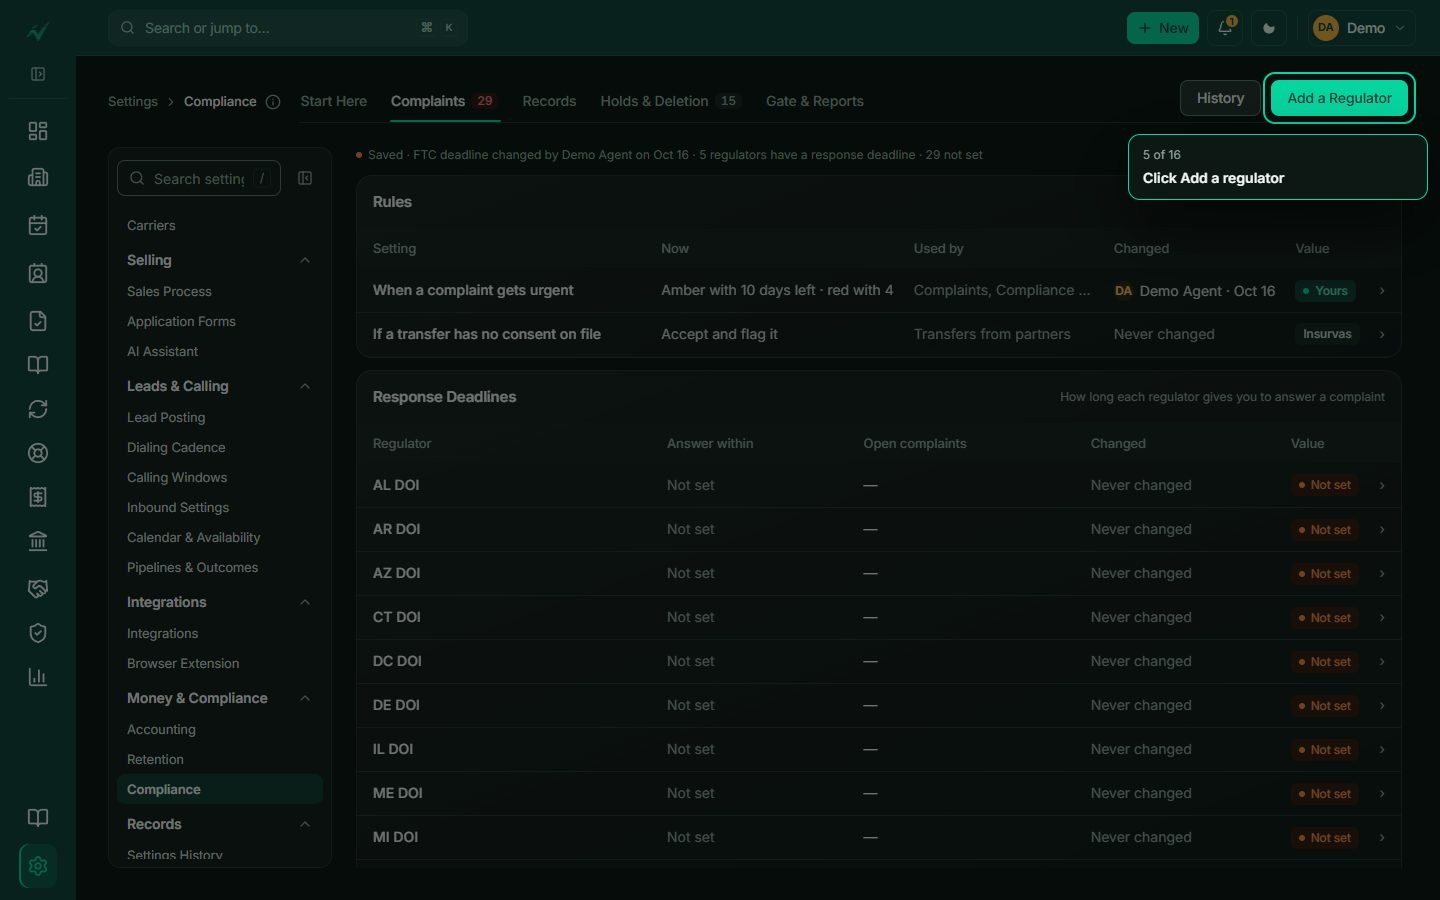 Search or jump to...
⌘ K
New
1
DA Demo
Settings > Compliance
Start Here
Complaints 29
Records
Holds & Deletion 15
Gate & Reports
History
Add a Regulator
5 of 16
Click Add a regulator
Search setting /
Carriers
Selling
Sales Process
Application Forms
AI Assistant
Leads & Calling
Lead Posting
Dialing Cadence
Calling Windows
Inbound Settings
Calendar & Availability
Pipelines & Outcomes
Integrations
Integrations
Browser Extension
Money & Compliance
Accounting
Retention
Compliance
Records
Settings History
Saved · FTC deadline changed by Demo Agent on Oct 16 · 5 regulators have a response deadline · 29 not set
Rules
Setting Now Used by Changed Value
When a complaint gets urgent Amber with 10 days left · red with 4 Complaints, Compliance ... DA Demo Agent · Oct 16 Yours
If a transfer has no consent on file Accept and flag it Transfers from partners Never changed Insurvas
Response Deadlines How long each regulator gives you to answer a complaint
Regulator Answer within Open complaints Changed Value
AL DOI Not set — Never changed Not set
AR DOI Not set — Never changed Not set
AZ DOI Not set — Never changed Not set
CT DOI Not set — Never changed Not set
DC DOI Not set — Never changed Not set
DE DOI Not set — Never changed Not set
IL DOI Not set — Never changed Not set
ME DOI Not set — Never changed Not set
MI DOI Not set — Never changed Not set